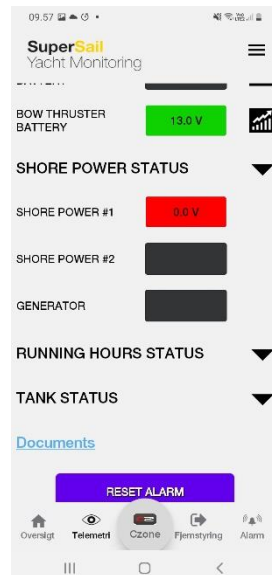 09.57
SuperSail
Yacht Monitoring
BOW THRUSTER
BATTERY
13.0 V
SHORE POWER STATUS
SHORE POWER #1
0.0 V
SHORE POWER #2
GENERATOR
RUNNING HOURS STATUS
TANK STATUS
Documents
RESET ALARM
Oversigt
Telemetri
Czone
Fjernstyring
Alarm